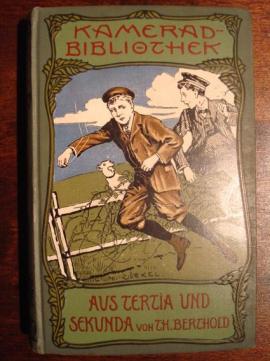 KAMERAD-
BIBLIOTHEK
AUS TERTIA UND
SEKUNDA VON TH. BERTHOLD